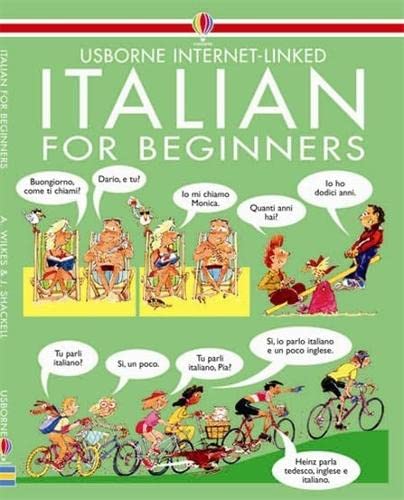 USBORNE INTERNET-LINKED
ITALIAN
FOR BEGINNERS
Buongiorno,
come ti chiami?
Dario, e tu?
Io mi chiamo
Monica.
Quanti anni
hai?
Io ho
dodici anni.
Tu parli
italiano?
Si, un poco.
Tu parli
italiano, Pia?
Si, io parlo italiano
e un poco inglese.
Heinz parla
tedesco, inglese e
italiano.
ITALIAN FOR BEGINNERS
A. WILKES & J. SHACKELL
USBORNE